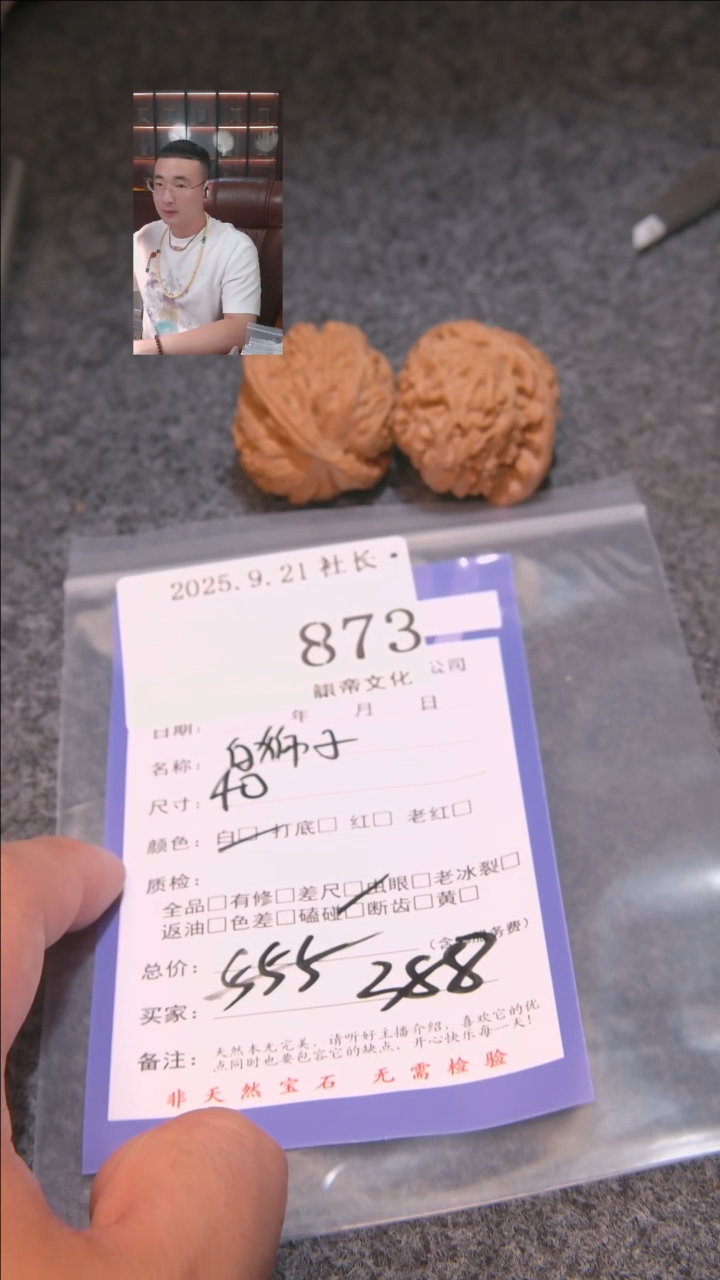 2025.9.21 社长
873
公司
韻帝文化
日期： 年 月 日
名称：白狮子
尺寸：40
颜色：白□ 打底□ 红□ 老红□
质检：
全品□有修□差尺□虫眼□老冰裂□
返油□色差□磕碰□断齿□黄□
总价：555
买家：288
备注：天然本无完美，请听好主播介绍，喜欢它的优
点同时也要包容它的缺点，开心快乐每一天！
非天然宝石 无需检验